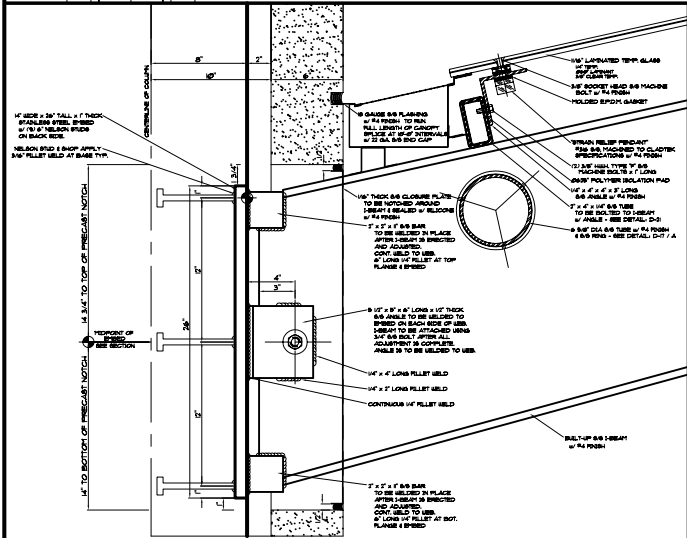 8"
2"
10"
6"
CENTERLINE OF COLUMN
14" WIDE x 26" TALL x 1" THICK
STAINLESS STEEL EMBED
w/ (9) 6" NELSON STUDS
ON BACK SIDE.
NELSON STUD & SHOP APPLY
3/16" FILLET WELD AT BASE TYP.
1 3/4"
1"
12"
26"
12"
1"
1"
14 3/4" TO TOP OF PRECAST NOTCH
MIDPOINT OF
EMBED
SEE SECTION
14" TO BOTTOM OF PRECAST NOTCH
4"
3"
1/2"
1/2"
GAUGE S/S FLASHING
w/ #4 FINISH TO RUN
FULL LENGTH OF CANOPY
SPLICE AT INTERVALS
w/ 22 GA. S/S END CAP
1/16" THICK S/S CLOSURE PLATE
TO BE NOTCHED AROUND
I-BEAM & SEALED w/ SILICONE
w/ #4 FINISH
2" x 2" x 1" S/S BAR
TO BE WELDED IN PLACE
AFTER I-BEAM IS ERECTED
AND ADJUSTED.
CONT. WELD TO WEB.
6" LONG 1/4" FILLET AT TOP
FLANGE & EMBED
5 1/2" x 5" x 6" LONG x 1/2" THICK
S/S ANGLE TO BE WELDED TO
EMBED ON EACH SIDE OF WEB.
I-BEAM TO BE ATTACHED USING
3/4" S/S BOLT AFTER ALL
ADJUSTMENT IS COMPLETE.
ANGLE IS TO BE WELDED TO WEB.
1/4" x 4" LONG FILLET WELD
1/4" x 2" LONG FILLET WELD
CONTINUOUS 1/4" FILLET WELD
2" x 2" x 1" S/S BAR
TO BE WELDED IN PLACE
AFTER I-BEAM IS ERECTED
AND ADJUSTED.
CONT. WELD TO WEB.
6" LONG 1/4" FILLET AT BOT.
FLANGE & EMBED
LAMINATED TEMP. GLASS
1/4" TEMP.
LAMINANT
3/8" CLEAR TEMP.
3/8" SOCKET HEAD S/S MACHINE
BOLT w/ #4 FINISH
MOLDED E.P.D.M. GASKET
"STRAIN RELIEF PENDANT"
#316 S/S, MACHINED TO CLADTEK
SPECIFICATIONS w/ #4 FINISH
(2) 3/8" HWH. TYPE "F" S/S
MACHINE BOLTS x 1" LONG
POLYMER ISOLATION PAD
1/4" x 4" x 4" x 3" LONG
S/S ANGLE w/ #4 FINISH
2" x 4" x 1/4" S/S TUBE
TO BE BOLTED TO I-BEAM
w/ ANGLE - SEE DETAIL: D-21
6 5/8" DIA S/S TUBE w/ #4 FINISH
& S/S RING - SEE DETAIL: D-17 / A
BUILT-UP S/S I-BEAM
w/ #4 FINISH